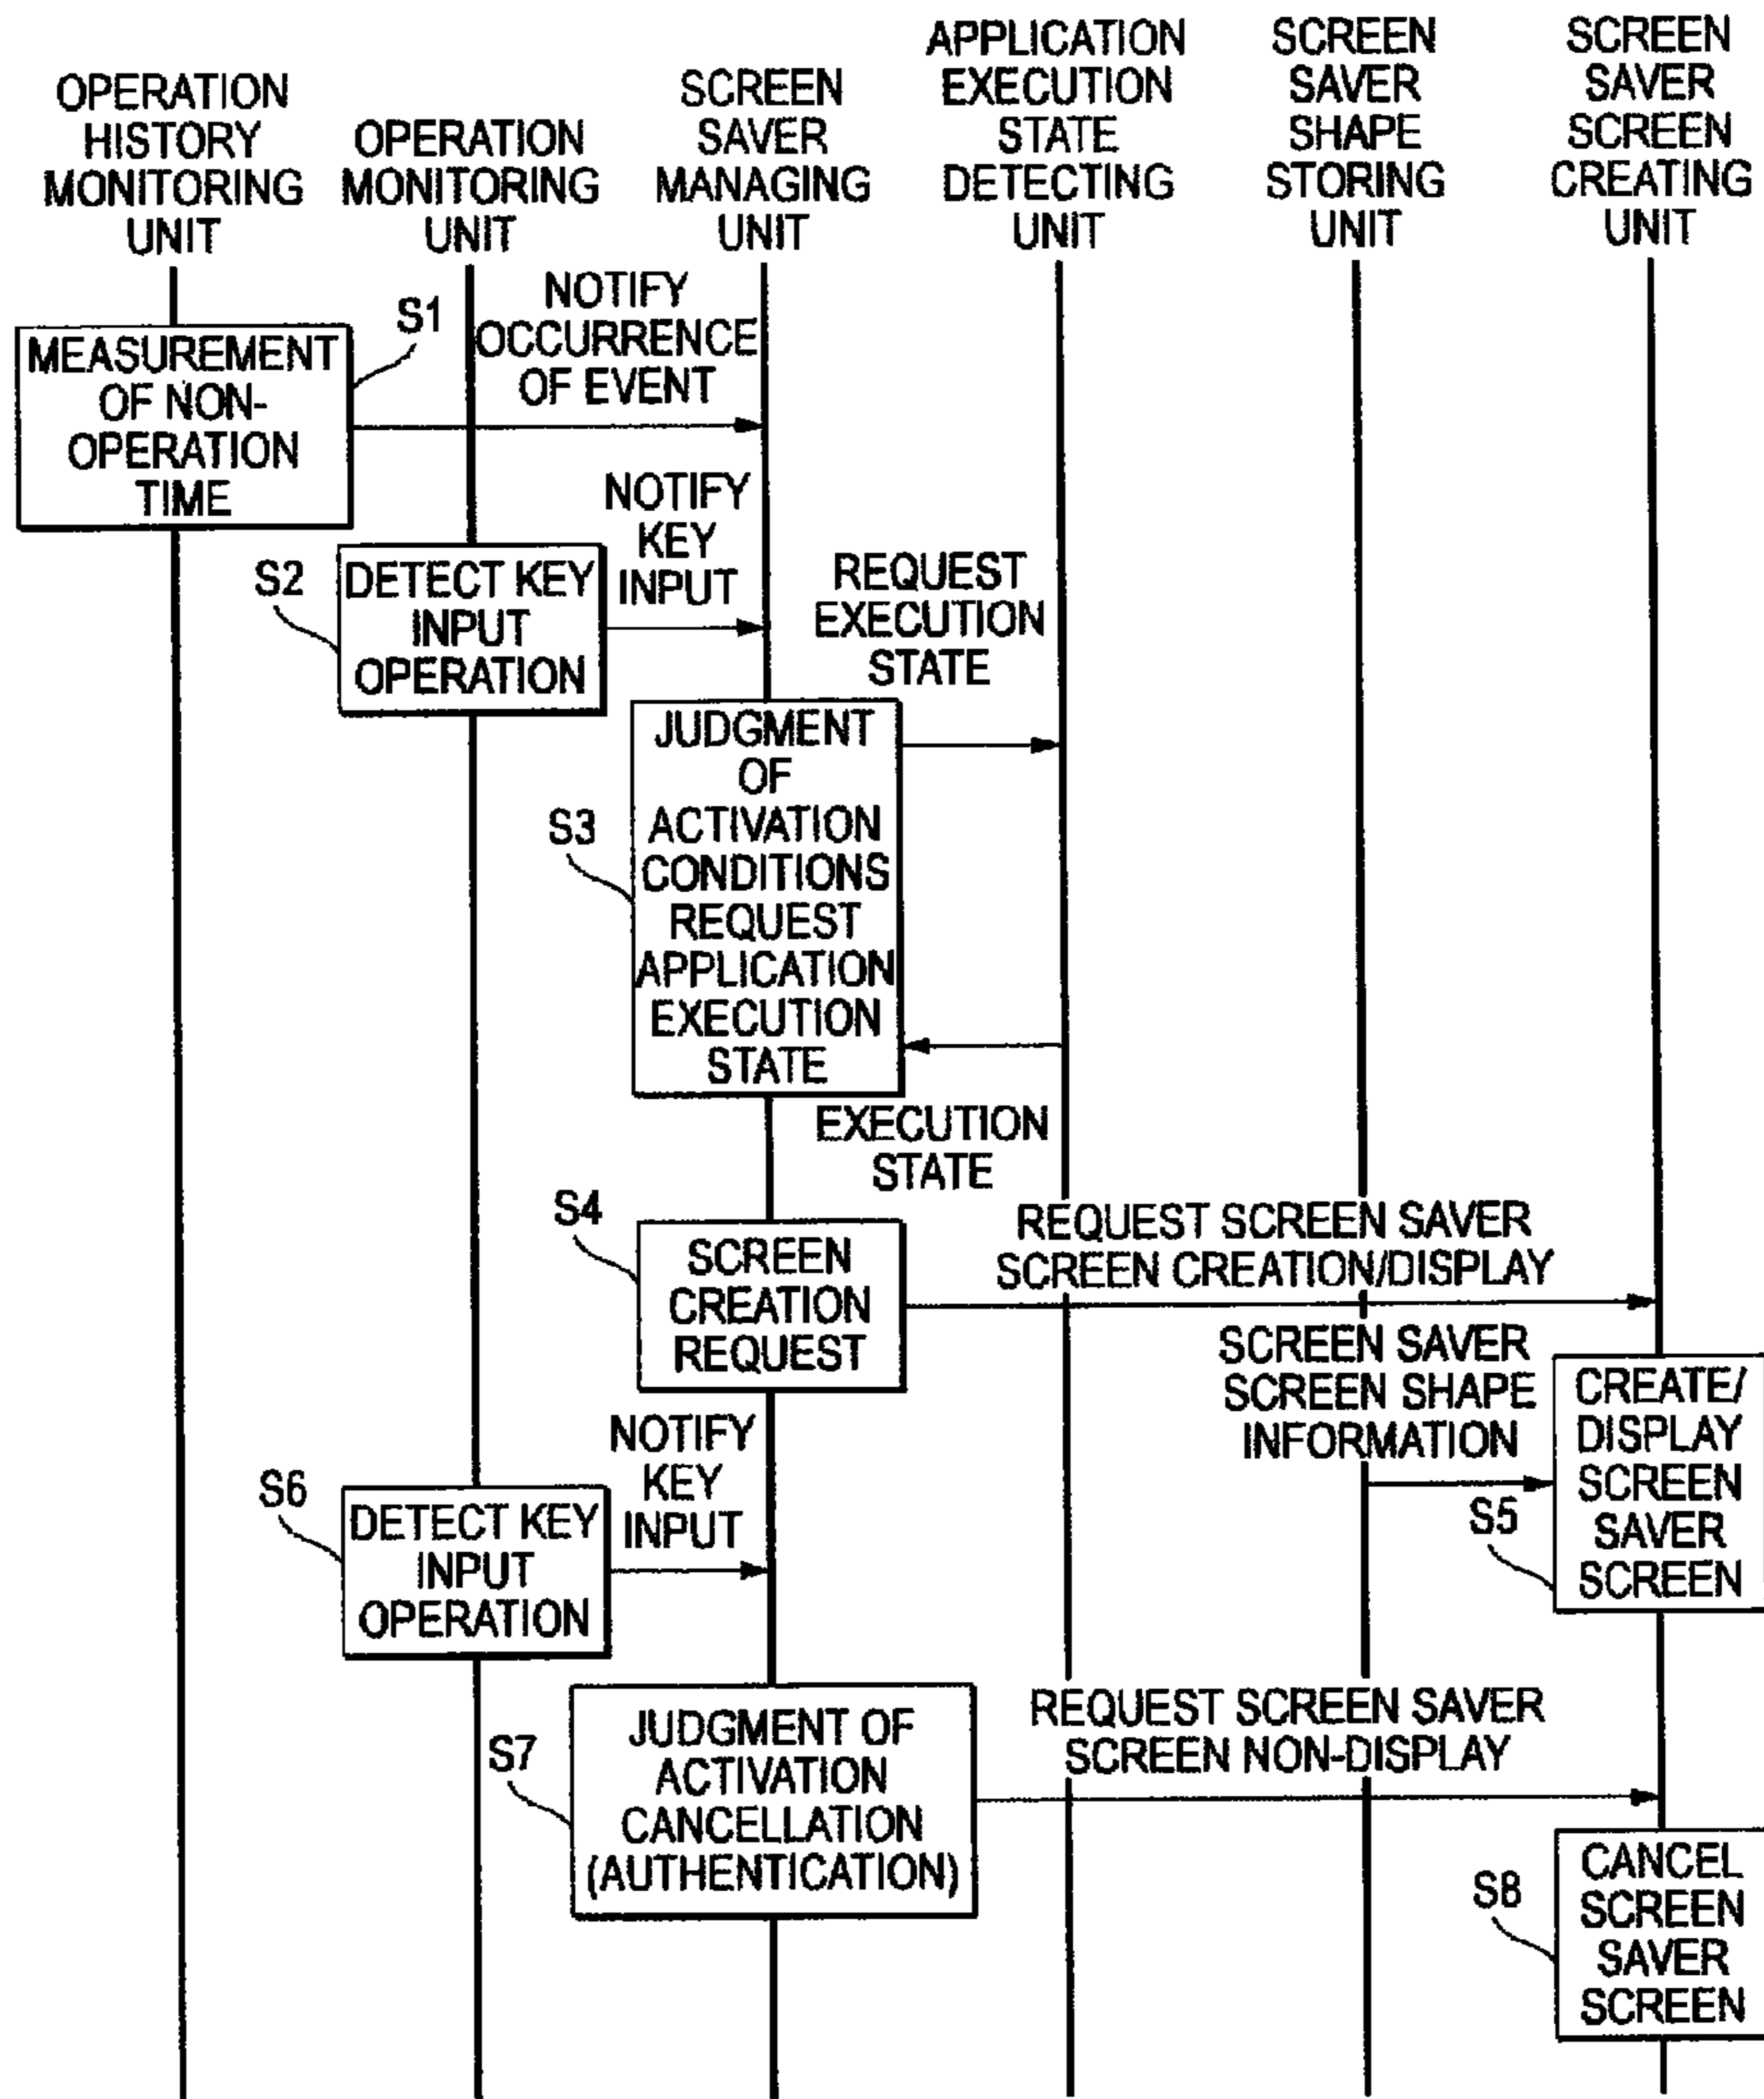 OPERATION
HISTORY
MONITORING
UNIT
OPERATION
MONITORING
UNIT
SCREEN
SAVER
MANAGING
UNIT
APPLICATION
EXECUTION
STATE
DETECTING
UNIT
SCREEN
SAVER
SHAPE
STORING
UNIT
SCREEN
SAVER
SCREEN
CREATING
UNIT
S1
MEASUREMENT
OF NON-
OPERATION
TIME
NOTIFY
OCCURRENCE
OF EVENT
S2
DETECT KEY
INPUT
OPERATION
NOTIFY
KEY
INPUT
REQUEST
EXECUTION
STATE
S3
JUDGMENT
OF
ACTIVATION
CONDITIONS
REQUEST
APPLICATION
EXECUTION
STATE
EXECUTION
STATE
S4
SCREEN
CREATION
REQUEST
REQUEST SCREEN SAVER
SCREEN CREATION/DISPLAY
SCREEN SAVER
SCREEN SHAPE
INFORMATION
S5
CREATE/
DISPLAY
SCREEN
SAVER
SCREEN
S6
DETECT KEY
INPUT
OPERATION
NOTIFY
KEY
INPUT
S7
JUDGMENT OF
ACTIVATION
CANCELLATION
(AUTHENTICATION)
REQUEST SCREEN SAVER
SCREEN NON-DISPLAY
S8
CANCEL
SCREEN
SAVER
SCREEN